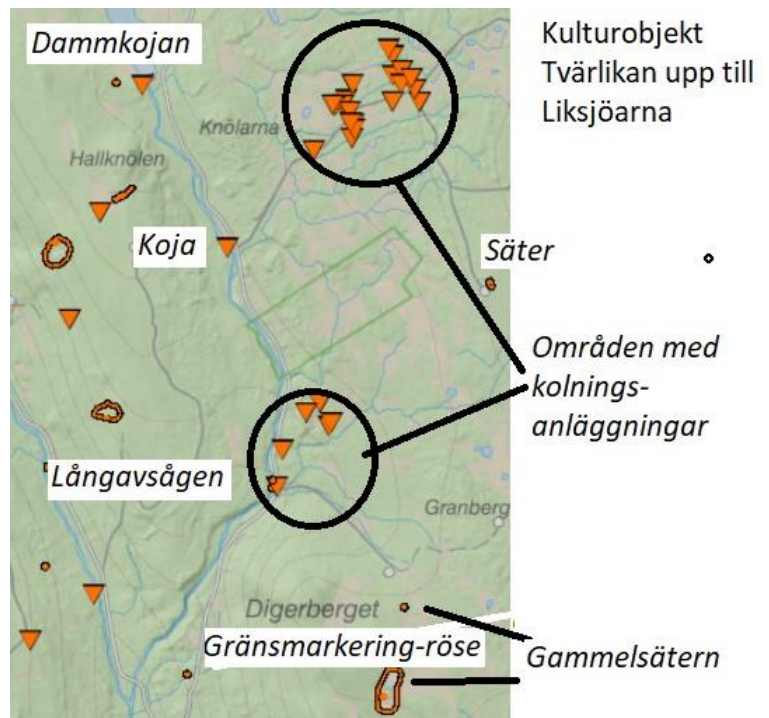 Dammkojan
Kulturobjekt
Tvärlikan upp till
Liksjöarna
Knölarna
Hallknölen
Koja
Säter
Områden med
kolnings-
anläggningar
Långavsågen
Granberg
Digerberget
Gränsmarkering-röse
Gammelsätern